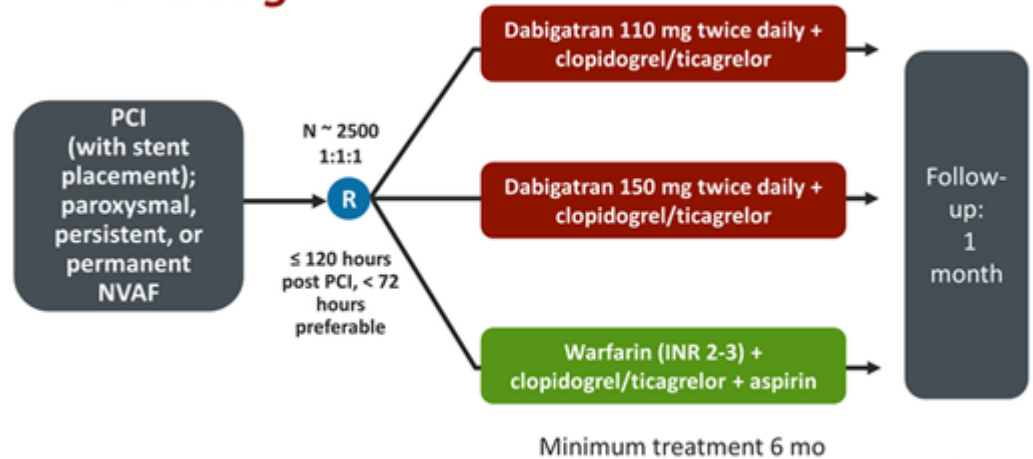 Dabigatran 110 mg twice daily +
clopidogrel/ticagrelor
PCI
(with stent
placement);
paroxysmal,
persistent, or
permanent
NVAF
N ~ 2500
1:1:1
R
≤ 120 hours
post PCI, < 72
hours
preferable
Dabigatran 150 mg twice daily +
clopidogrel/ticagrelor
Warfarin (INR 2-3) +
clopidogrel/ticagrelor + aspirin
Follow-
up:
1
month
Minimum treatment 6 mo